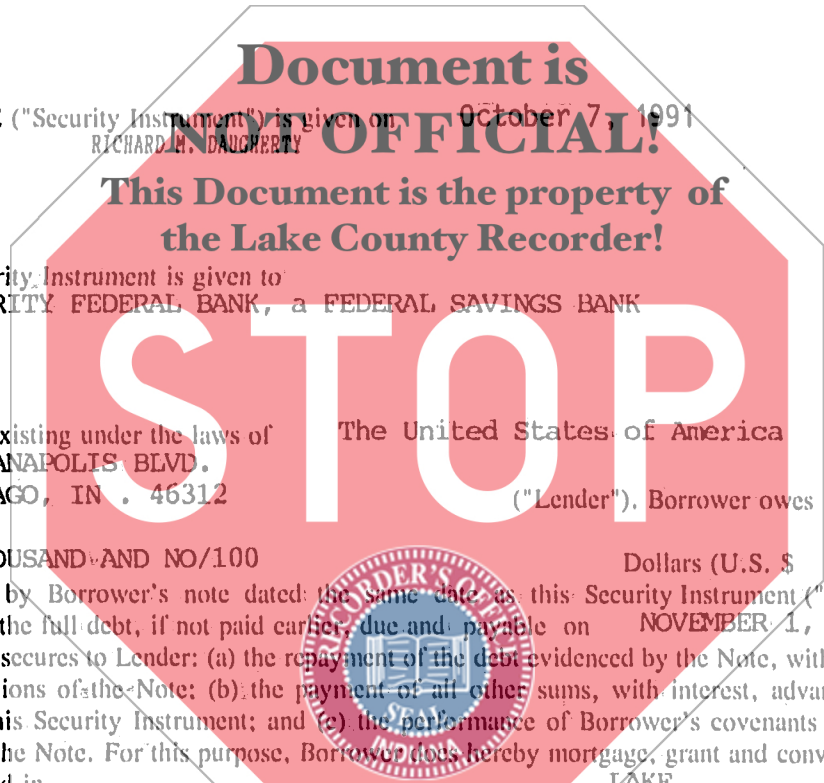 Document is
("Security Instrument") is given on October 7, 1991
NOT OFFICIAL!
RICHARD M. DAUGHERTY
This Document is the property of
the Lake County Recorder!
rity Instrument is given to
RITY FEDERAL BANK, a FEDERAL SAVINGS BANK
STOP
xisting under the laws of The United States of America
ANAPOLIS BLVD.
AGO, IN . 46312 ("Lender"). Borrower owes
OUSAND AND NO/100 Dollars (U.S. $
RECORDER'S OFFICE
by Borrower's note dated the same date as this Security Instrument ("
the full debt, if not paid earlier, due and payable on NOVEMBER 1,
secures to Lender: (a) the repayment of the debt evidenced by the Note, with
ions of the Note; (b) the payment of all other sums, with interest, advan
SEAL
is Security Instrument; and (c) the performance of Borrower's covenants
he Note. For this purpose, Borrower does hereby mortgage, grant and conv
d in LAKE